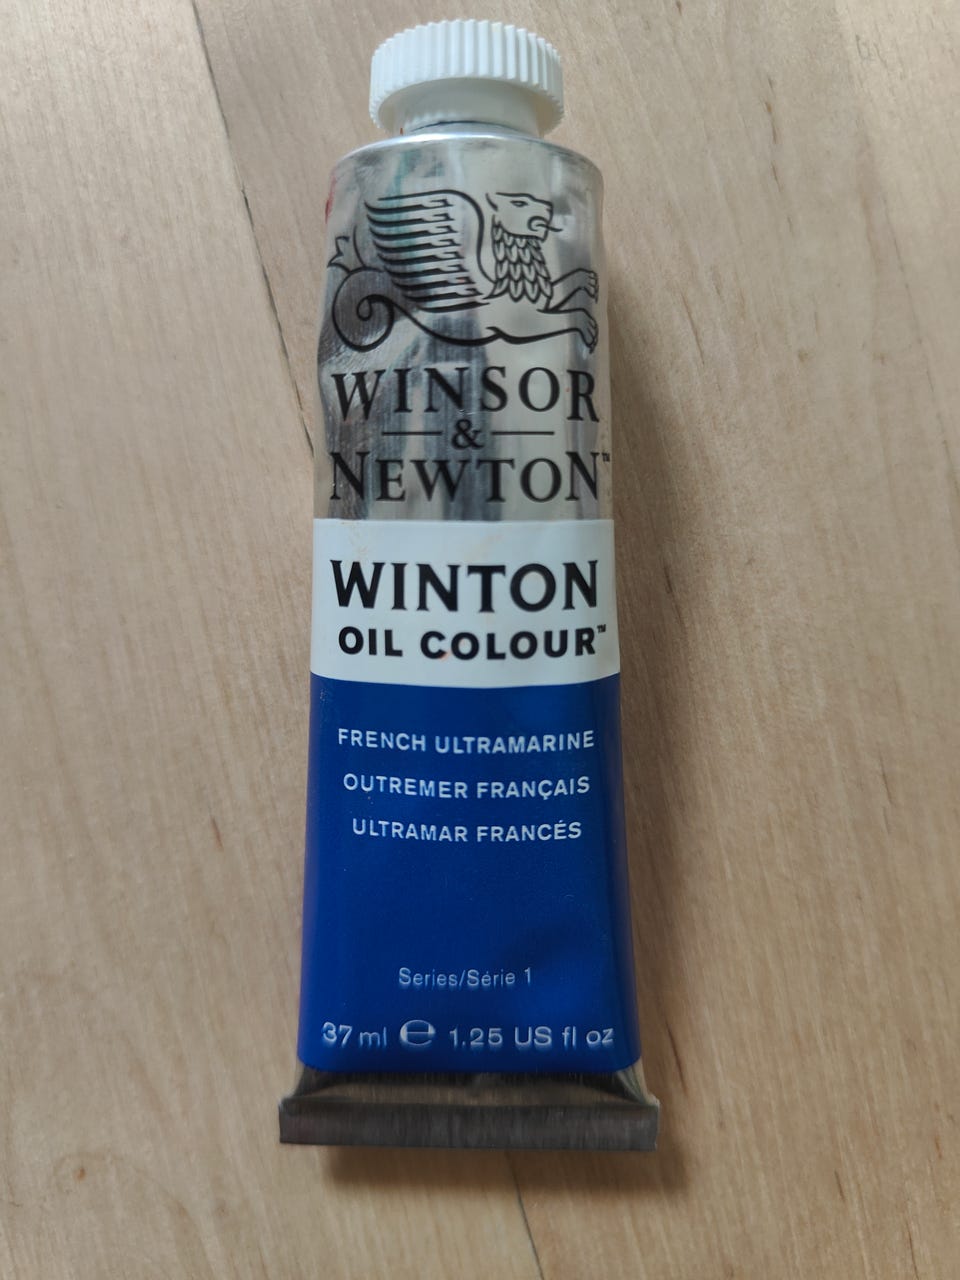 WINSOR
&
NEWTON™
WINTON
OIL COLOUR™
FRENCH ULTRAMARINE
OUTREMER FRANÇAIS
ULTRAMAR FRANCÉS
Series/Série 1
37 ml ℮ 1.25 US fl oz